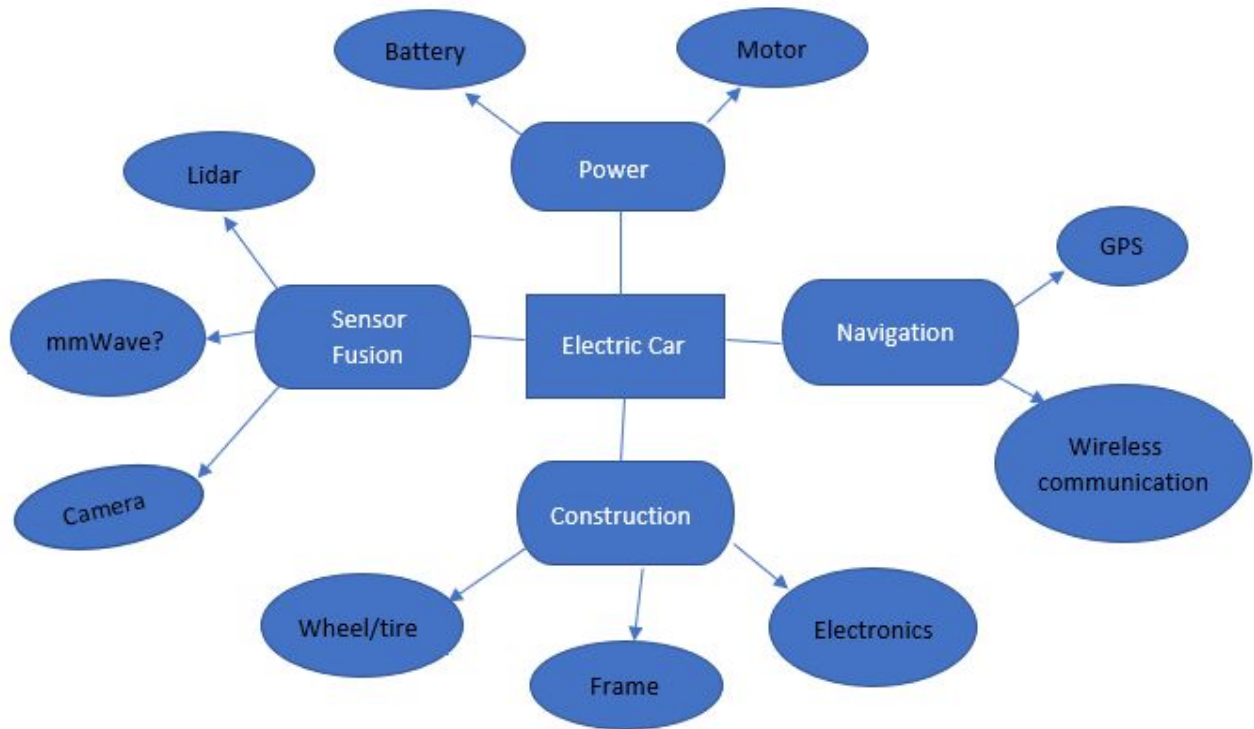 Battery
Motor
Power
Lidar
GPS
mmWave?
Sensor
Fusion
Electric Car
Navigation
Camera
Construction
Wireless
communication
Wheel/tire
Frame
Electronics